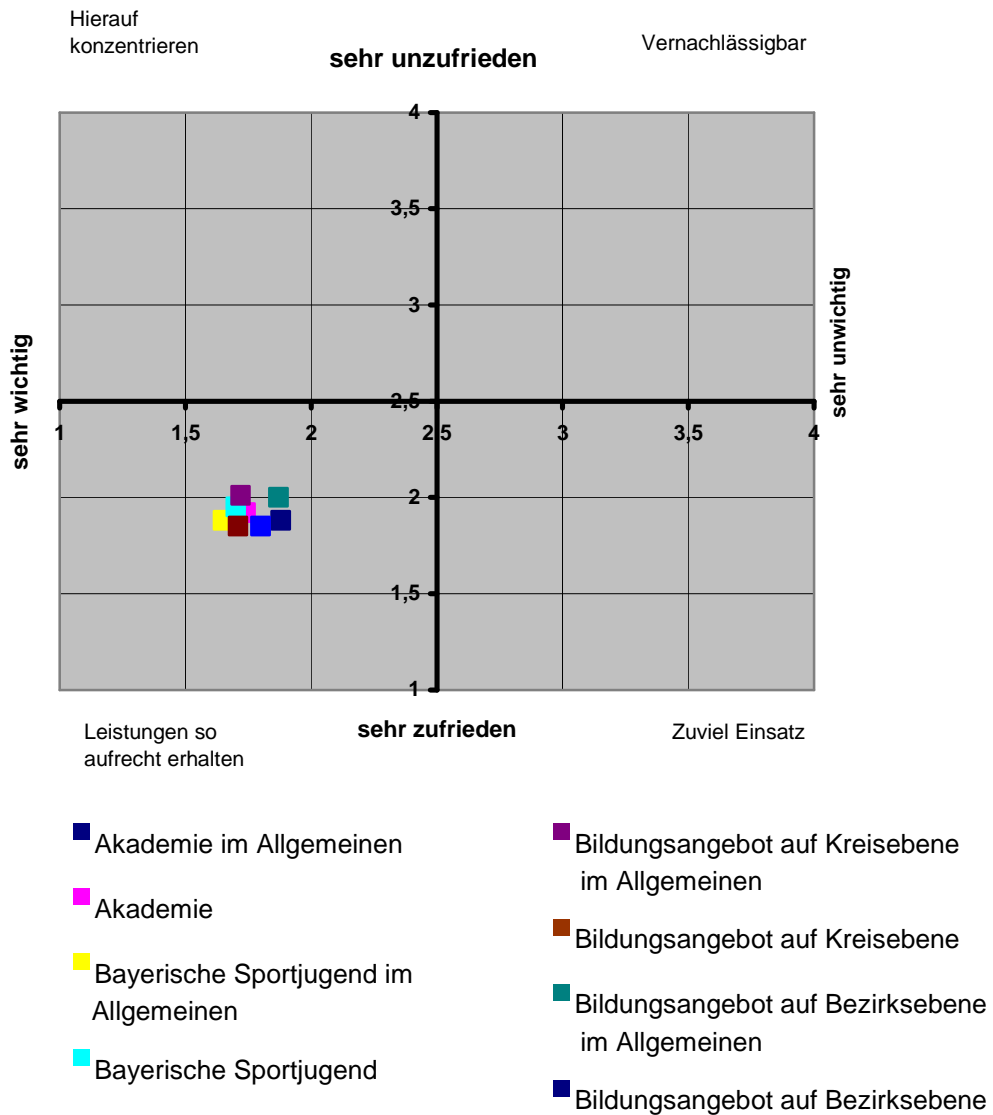 Hierauf
konzentrieren
Vernachlässigbar
sehr unzufrieden
4
3,5
3
sehr wichtig
sehr unwichtig
2,5
1
1,5
2
2,5
3
3,5
4
2
1,5
1
Leistungen so
aufrecht erhalten
sehr zufrieden
Zuviel Einsatz
Akademie im Allgemeinen
Akademie
Bayerische Sportjugend im
Allgemeinen
Bayerische Sportjugend
Bildungsangebot auf Kreisebene
im Allgemeinen
Bildungsangebot auf Kreisebene
Bildungsangebot auf Bezirksebene
im Allgemeinen
Bildungsangebot auf Bezirksebene